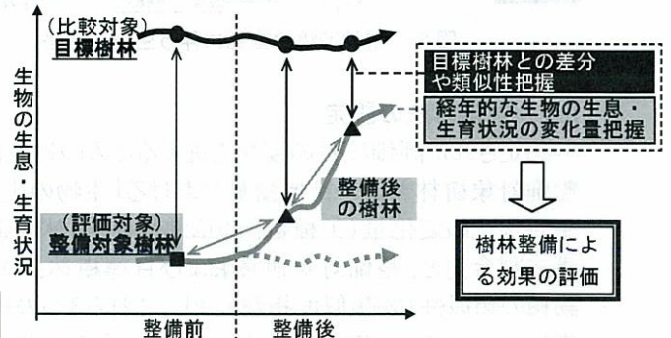 (比較対象)
目標樹林
目標樹林との差分
や類似性把握
経年的な生物の生息・
生育状況の変化量把握
生物の生息・生育状況
整備後
の樹林
(評価対象)
整備対象樹林
樹林整備によ
る効果の評価
整備前
整備後